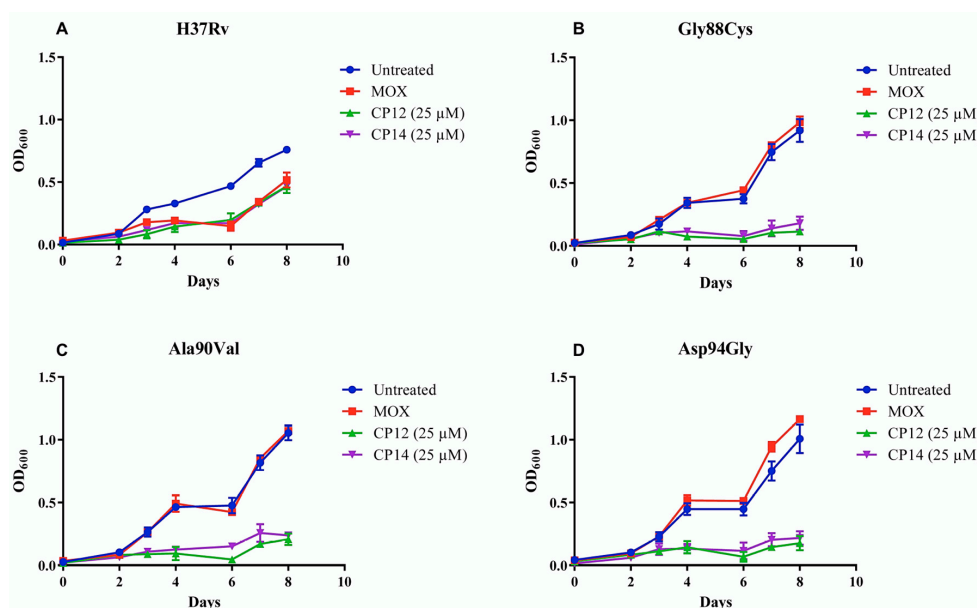 A H37Rv
1.5
1.0
0.5
0.0
OD600
0 2 4 6 8 10
Days
Untreated
MOX
CP12 (25 µM)
CP14 (25 µM)
B Gly88Cys
1.5
1.0
0.5
0.0
OD600
0 2 4 6 8 10
Days
Untreated
MOX
CP12 (25 µM
CP14 (25 µM
C Ala90Val
1.5
1.0
0.5
0.0
OD600
0 2 4 6 8 10
Days
Untreated
MOX
CP12 (25 µM)
CP14 (25 µM)
D Asp94Gly
1.5
1.0
0.5
0.0
OD600
0 2 4 6 8 10
Days
Untreated
MOX
CP12 (25 µM
CP14 (25 µM